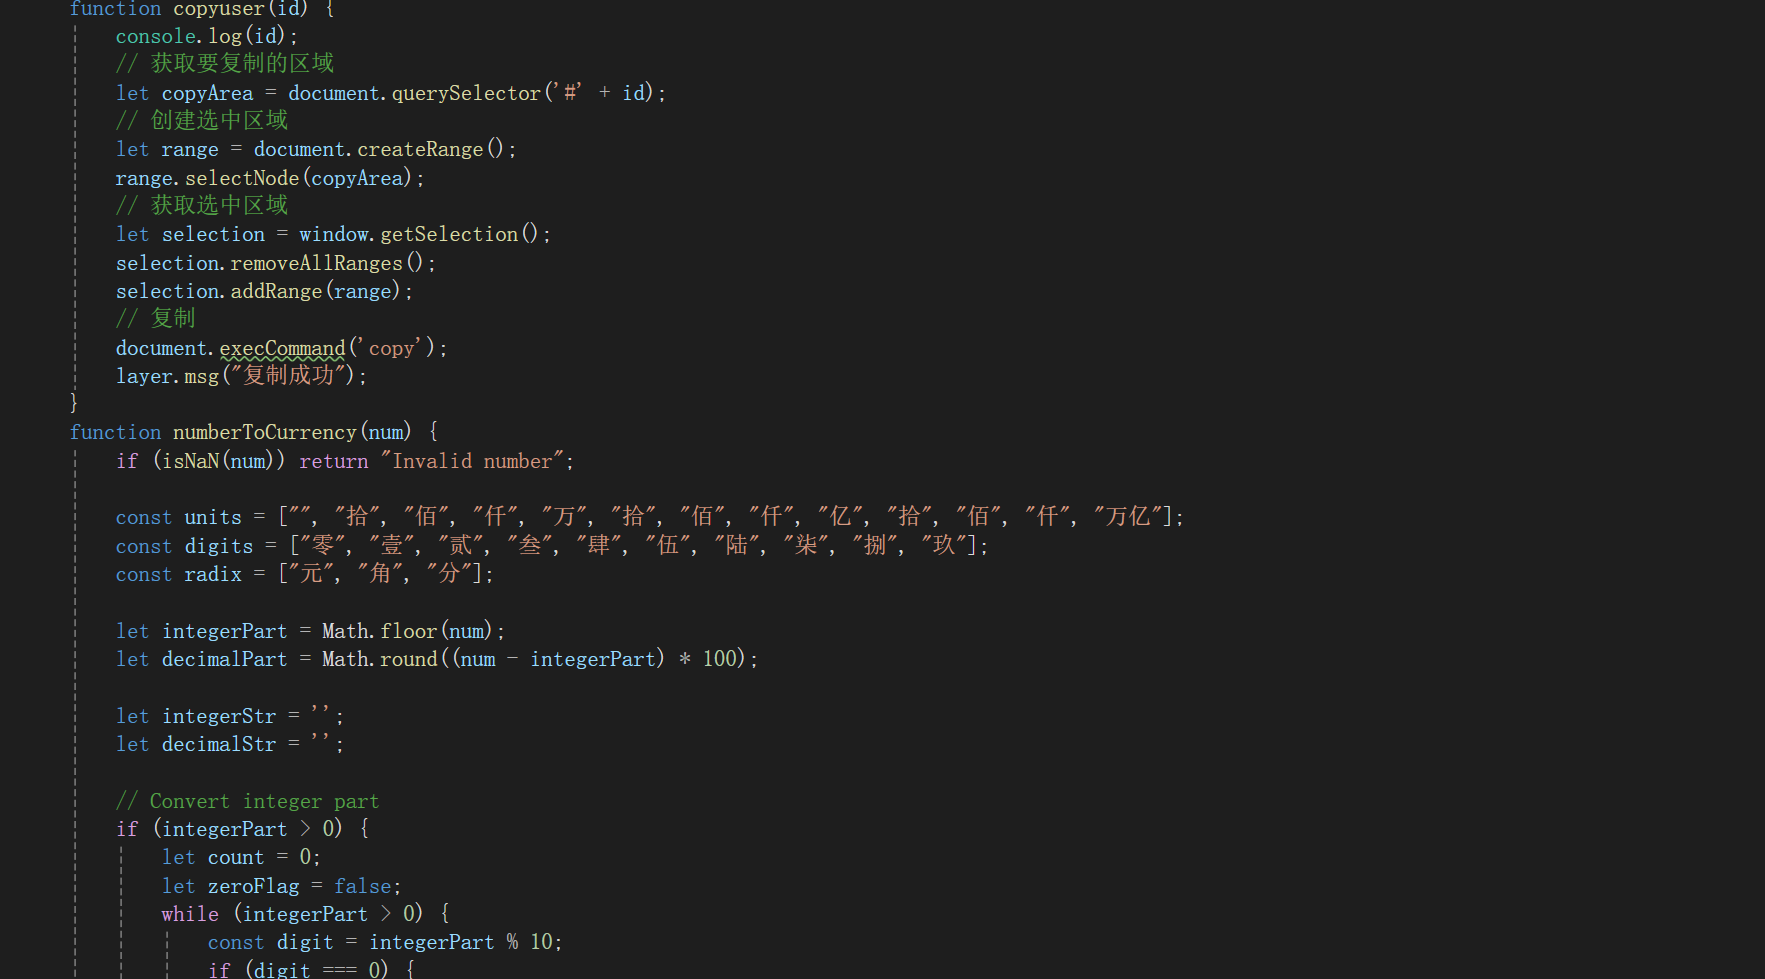 function copyuser(id) {
console.log(id);
// 获取要复制的区域
let copyArea = document.querySelector('#' + id);
// 创建选中区域
let range = document.createRange();
range.selectNode(copyArea);
// 获取选中区域
let selection = window.getSelection();
selection.removeAllRanges();
selection.addRange(range);
// 复制
document.execCommand('copy');
layer.msg("复制成功");
}
function numberToCurrency(num) {
if (isNaN(num)) return "Invalid number";
const units = ["", "拾", "佰", "仟", "万", "拾", "佰", "仟", "亿", "拾", "佰", "仟", "万亿"];
const digits = ["零", "壹", "贰", "叁", "肆", "伍", "陆", "柒", "捌", "玖"];
const radix = ["元", "角", "分"];
let integerPart = Math.floor(num);
let decimalPart = Math.round((num - integerPart) * 100);
let integerStr = '';
let decimalStr = '';
// Convert integer part
if (integerPart > 0) {
let count = 0;
let zeroFlag = false;
while (integerPart > 0) {
const digit = integerPart % 10;
if (digit === 0) {